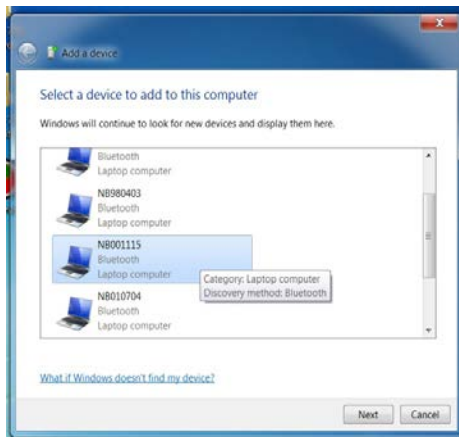 Add a device
Select a device to add to this computer
Windows will continue to look for new devices and display them here.
Bluetooth
Laptop computer
NB980403
Bluetooth
Laptop computer
NB001115
Bluetooth
Laptop computer
Category: Laptop computer
Discovery method: Bluetooth
NB010704
Bluetooth
Laptop computer
What if Windows doesn't find my device?
Next Cancel